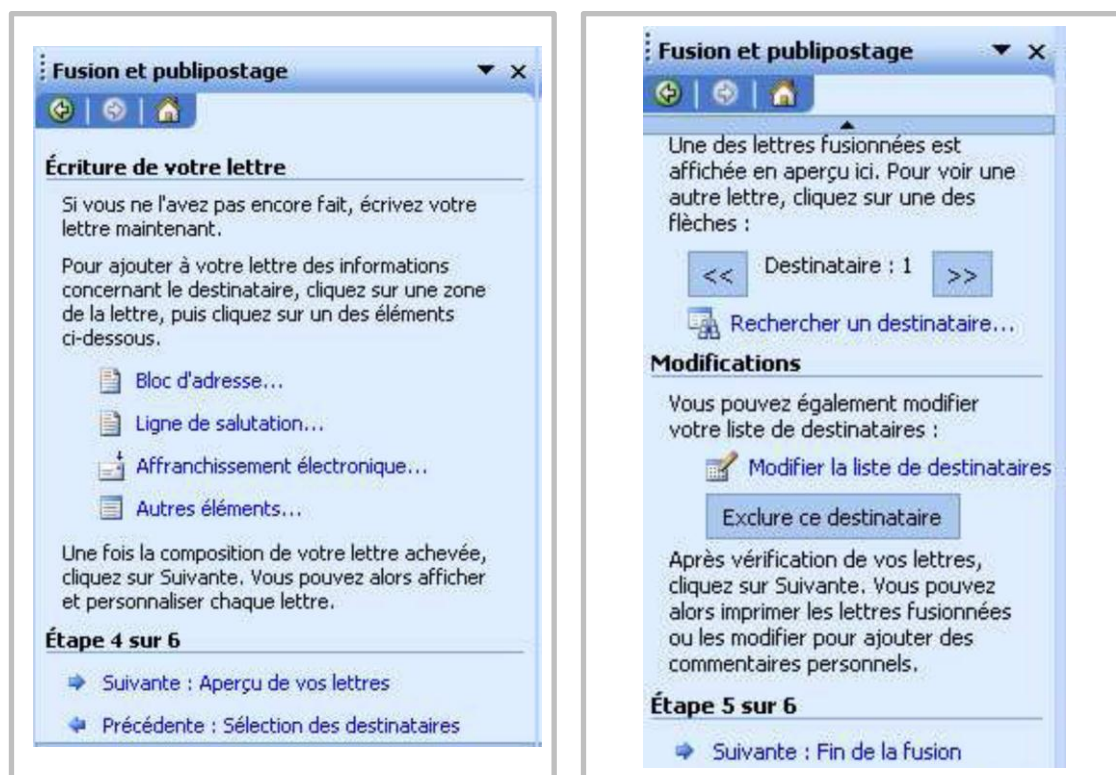 Fusion et publipostage
Écriture de votre lettre
Si vous ne l'avez pas encore fait, écrivez votre
lettre maintenant.
Pour ajouter à votre lettre des informations
concernant le destinataire, cliquez sur une zone
de la lettre, puis cliquez sur un des éléments
ci-dessous.
Bloc d'adresse...
Ligne de salutation...
Affranchissement électronique...
Autres éléments...
Une fois la composition de votre lettre achevée,
cliquez sur Suivante. Vous pouvez alors afficher
et personnaliser chaque lettre.
Étape 4 sur 6
Suivante : Aperçu de vos lettres
Précédente : Sélection des destinataires
Fusion et publipostage
Une des lettres fusionnées est
affichée en aperçu ici. Pour voir une
autre lettre, cliquez sur une des
flèches :
<< Destinataire : 1 >>
Rechercher un destinataire...
Modifications
Vous pouvez également modifier
votre liste de destinataires :
Modifier la liste de destinataires
Exclure ce destinataire
Après vérification de vos lettres,
cliquez sur Suivante. Vous pouvez
alors imprimer les lettres fusionnées
ou les modifier pour ajouter des
commentaires personnels.
Étape 5 sur 6
Suivante : Fin de la fusion